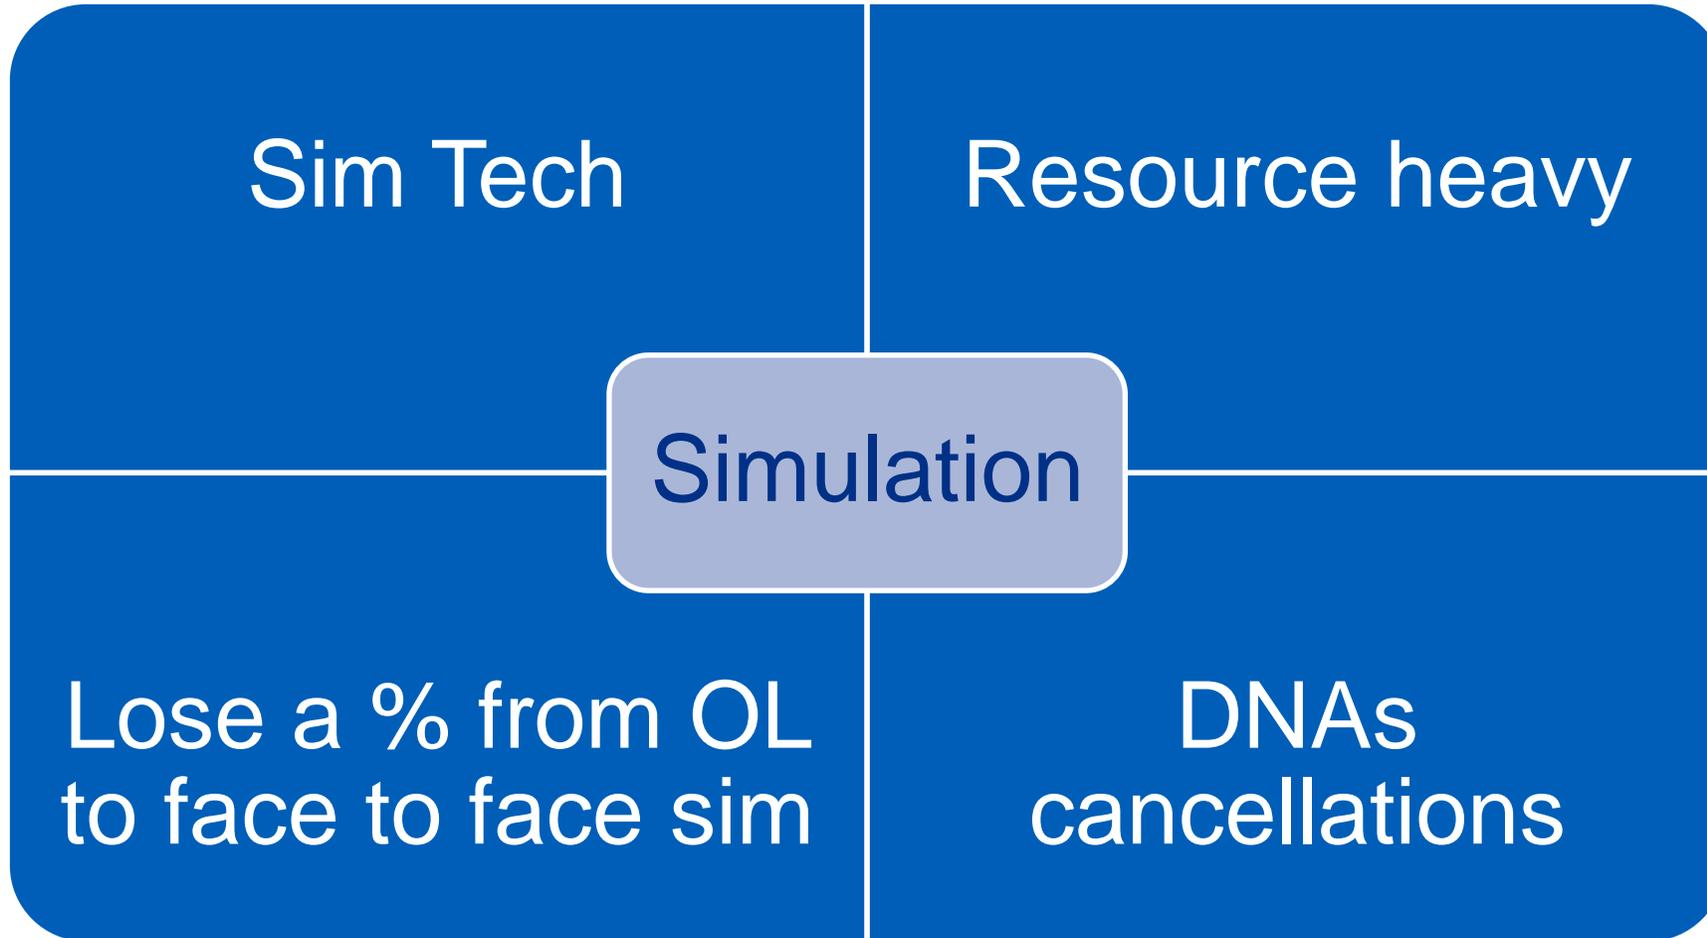 Sim Tech
Resource heavy
Simulation
Lose a % from OL
to face to face sim
DNAs
cancellations